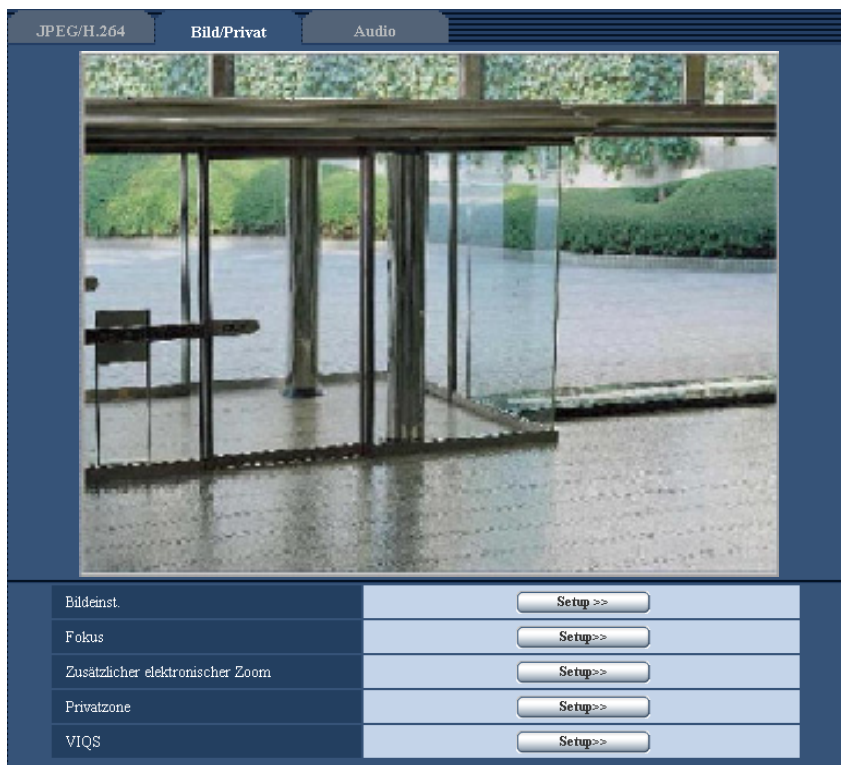 JPEG/H.264 Bild/Privat Audio
Bildeinst. Setup >>
Fokus Setup>>
Zusätzlicher elektronischer Zoom Setup>>
Privatzone Setup>>
VIQS Setup>>